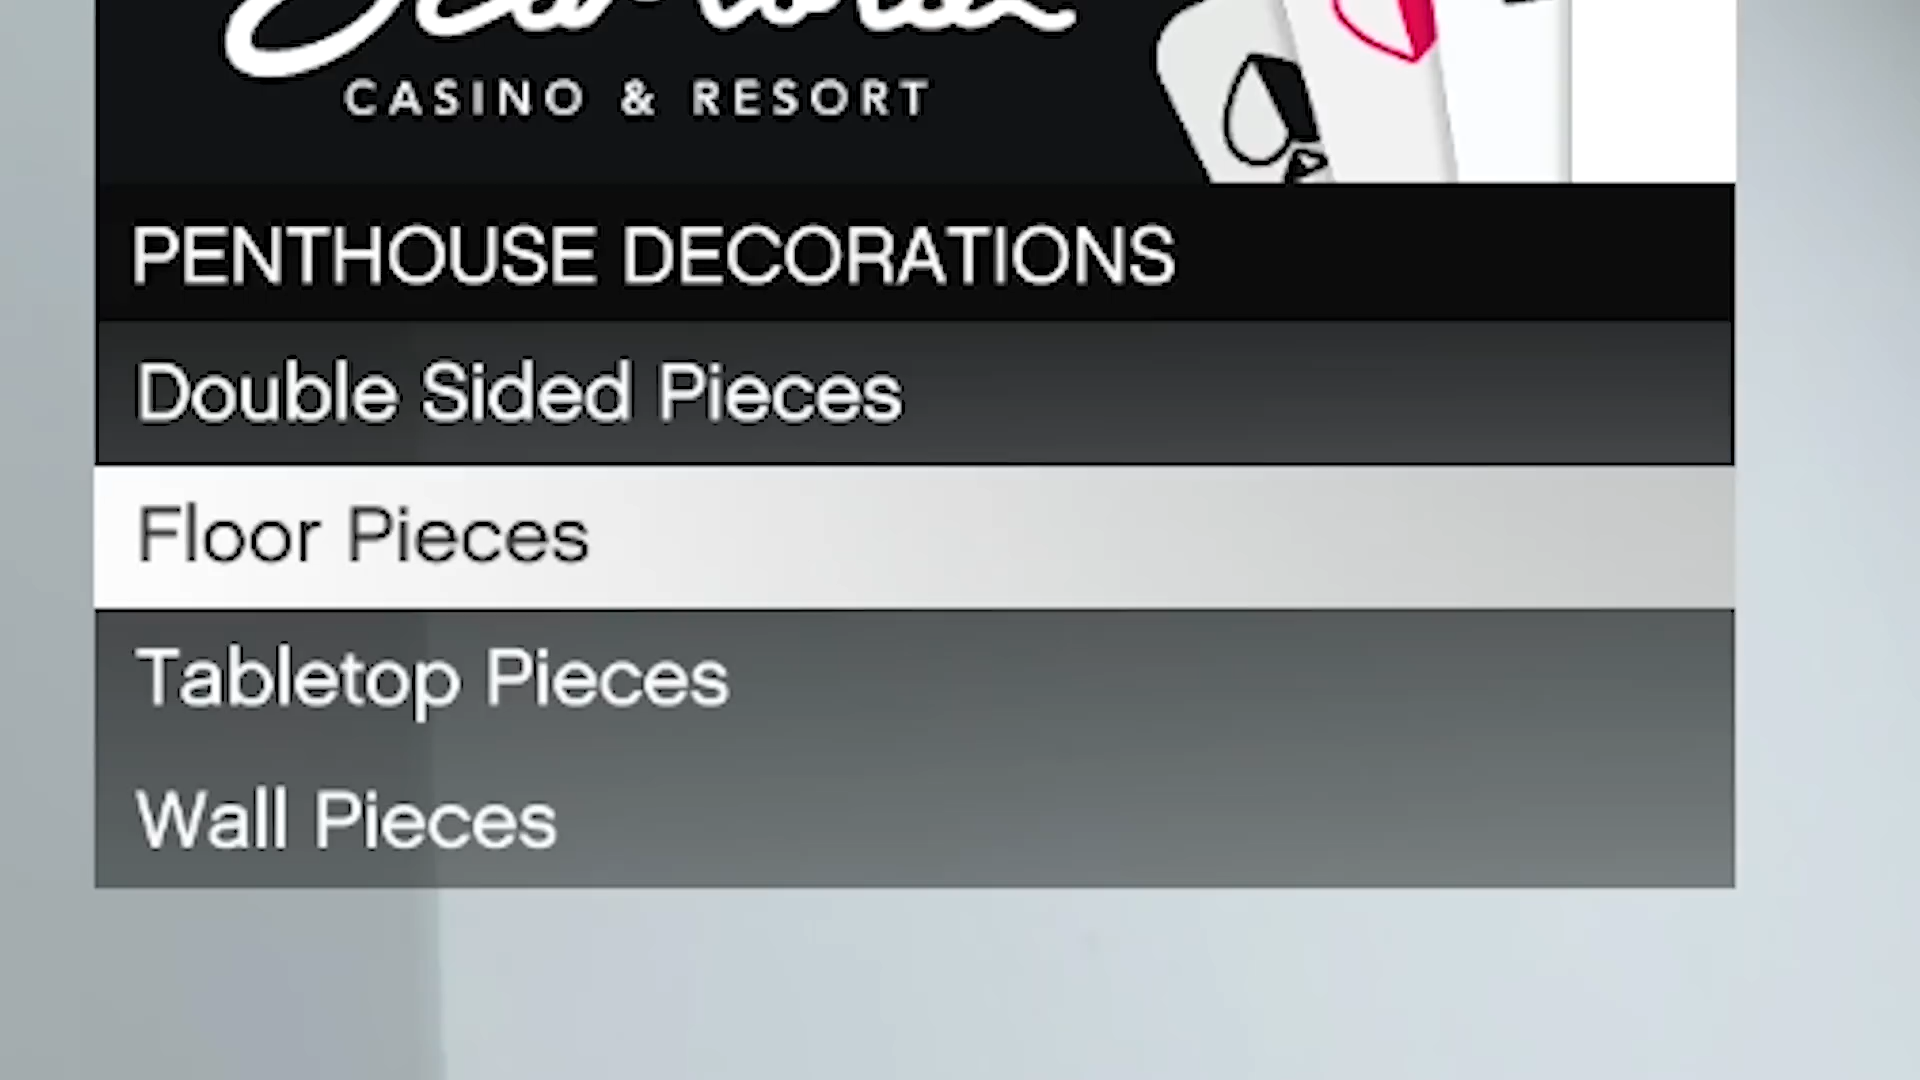 CASINO & RESORT
PENTHOUSE DECORATIONS
Double Sided Pieces
Floor Pieces
Tabletop Pieces
Wall Pieces